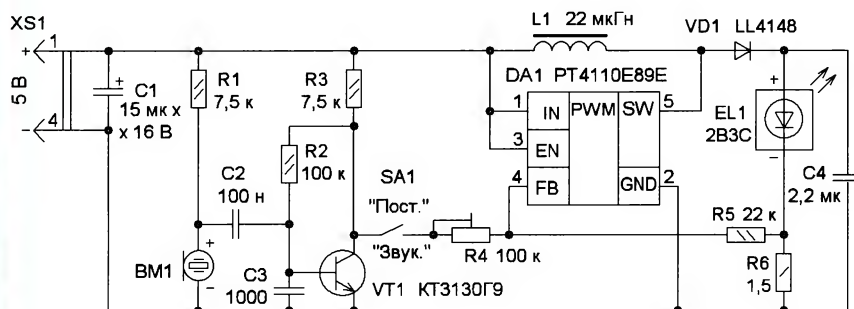 XS1
+
1
5 В
-
4
+
C1
15 мк х
х 16 В
R1
7,5 к
R3
7,5 к
R2
100 к
C2
100 н
+
BM1
-
C3
1000
VT1 КТ3130Г9
SA1
"Пост."
"Звук."
R4 100 к
L1 22 мкГн
DA1 PT4110E89E
1
3
4
IN
EN
FB
PWM
SW
GND
5
2
VD1 LL4148
+
EL1
2В3С
-
C4
2,2 мк
R5 22 к
R6
1,5